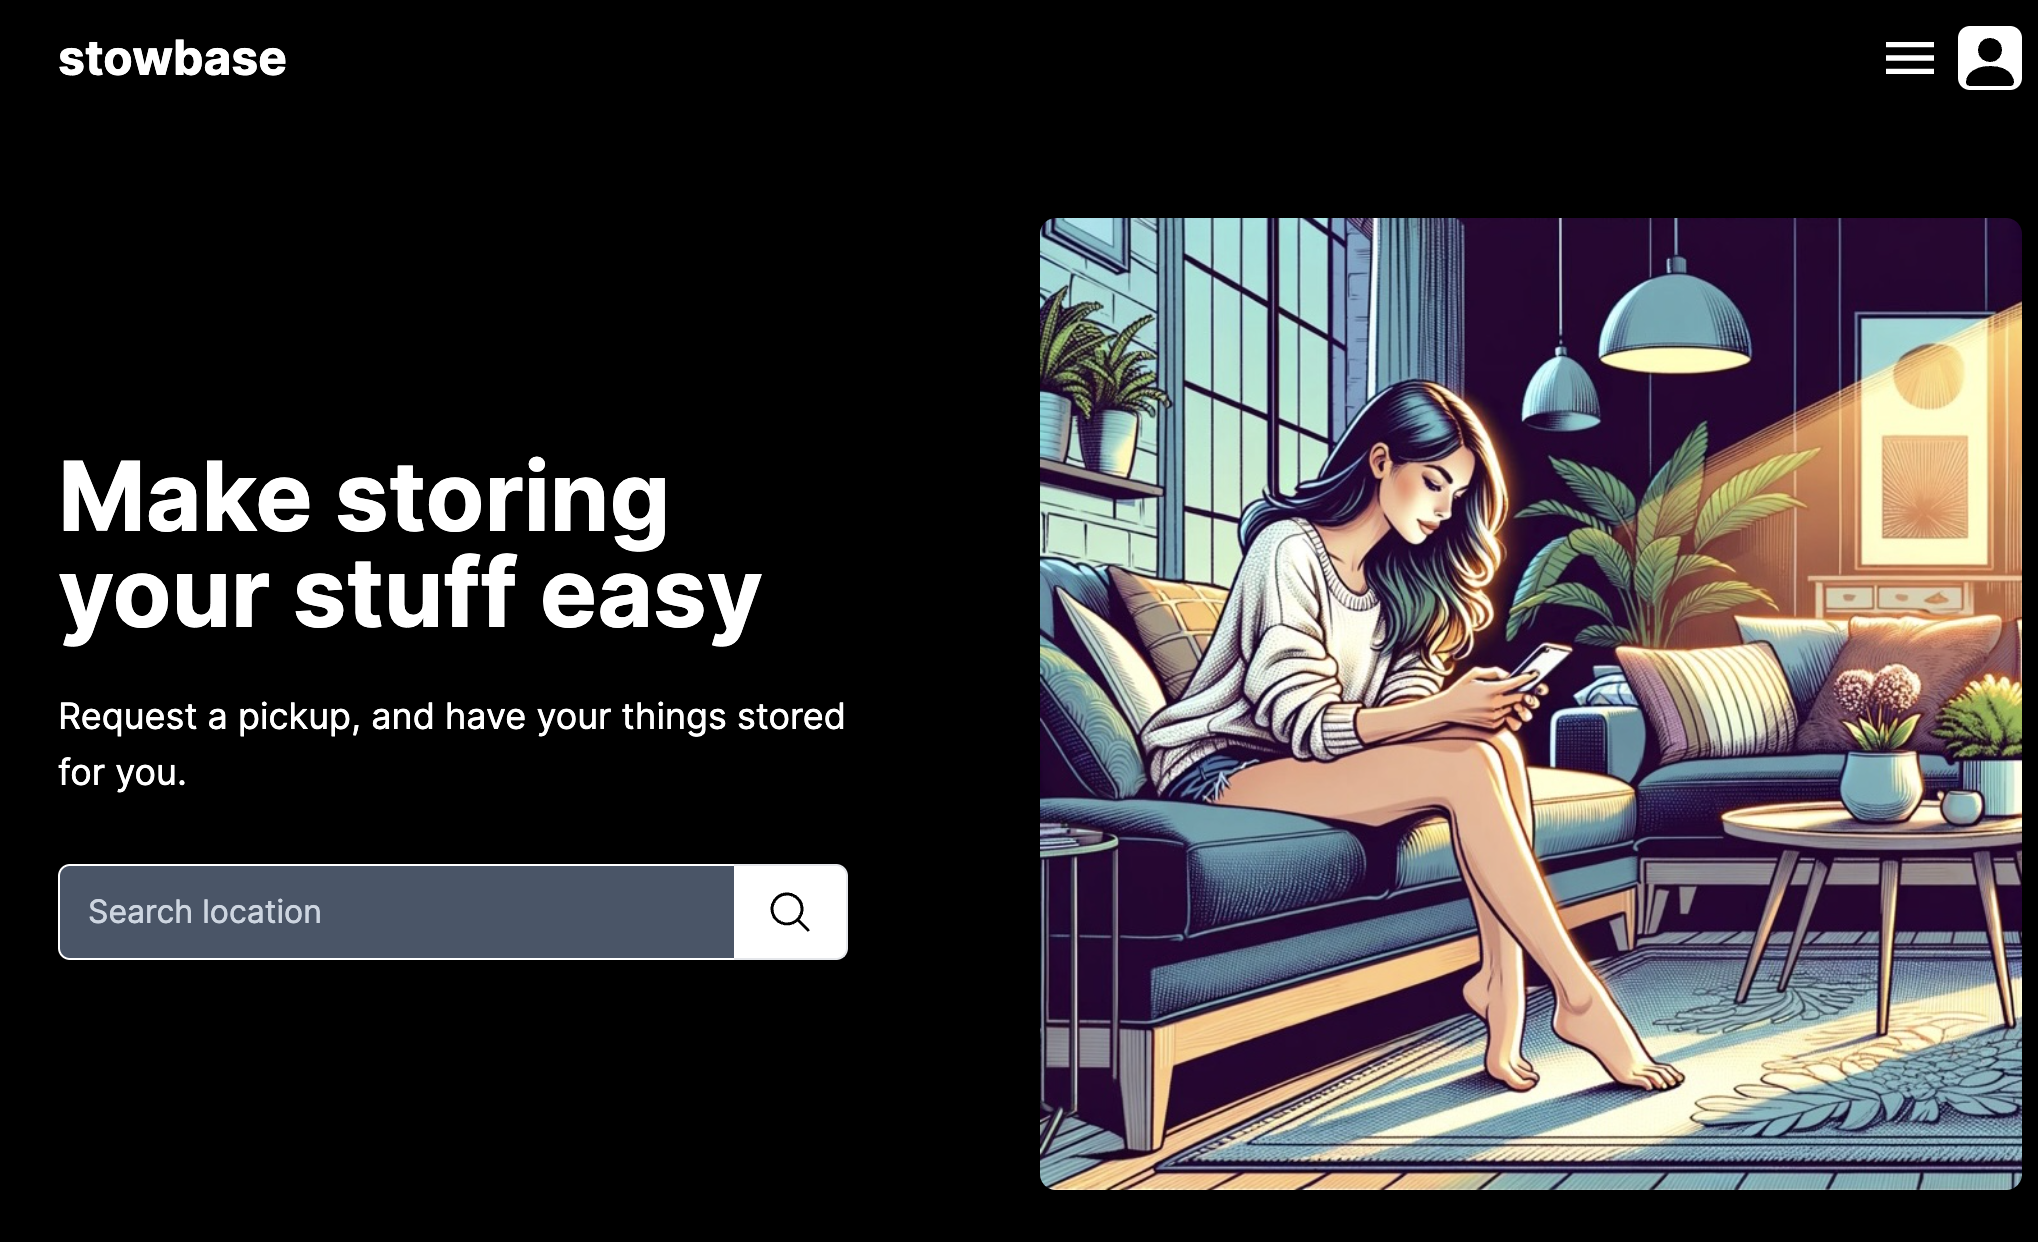 stowbase
Make storing
your stuff easy
Request a pickup, and have your things stored
for you.
Search location